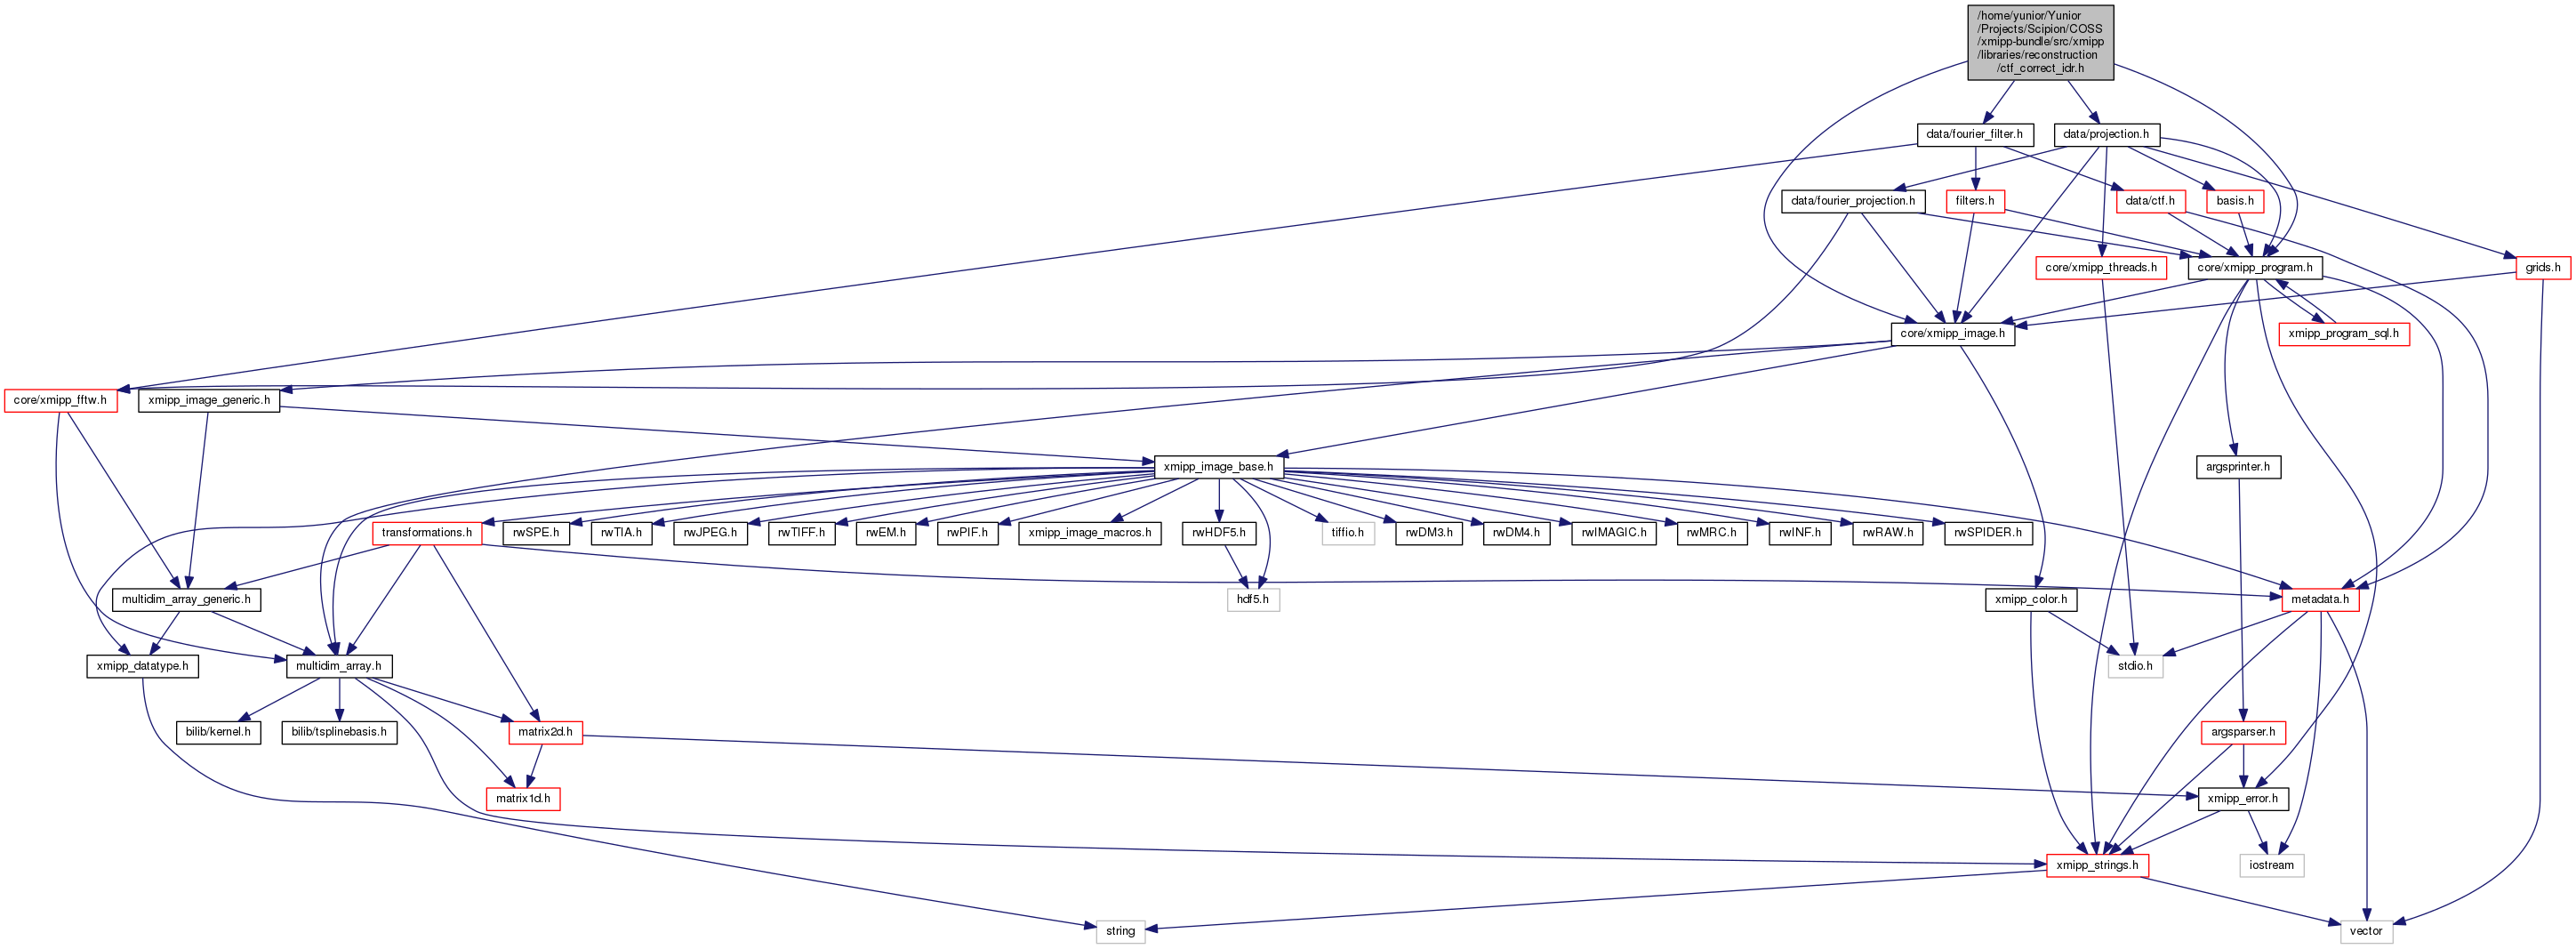 /home/yunior/Yunior
/Projects/Scipion/COSS
/xmipp-bundle/src/xmipp
/libraries/reconstruction
/ctf_correct_idr.h
data/fourier_filter.h
data/projection.h
data/fourier_projection.h
filters.h
data/ctf.h
basis.h
core/xmipp_threads.h
core/xmipp_program.h
grids.h
core/xmipp_image.h
xmipp_program_sql.h
core/xmipp_fftw.h
xmipp_image_generic.h
xmipp_image_base.h
argsprinter.h
transformations.h
rwSPE.h
rwTIA.h
rwJPEG.h
rwTIFF.h
rwEM.h
rwPIF.h
xmipp_image_macros.h
rwHDF5.h
tiffio.h
rwDM3.h
rwDM4.h
rwIMAGIC.h
rwMRC.h
rwINF.h
rwRAW.h
rwSPIDER.h
multidim_array_generic.h
hdf5.h
xmipp_color.h
metadata.h
xmipp_datatype.h
multidim_array.h
stdio.h
bilib/kernel.h
bilib/tsplinebasis.h
matrix2d.h
argsparser.h
matrix1d.h
xmipp_error.h
xmipp_strings.h
iostream
string
vector